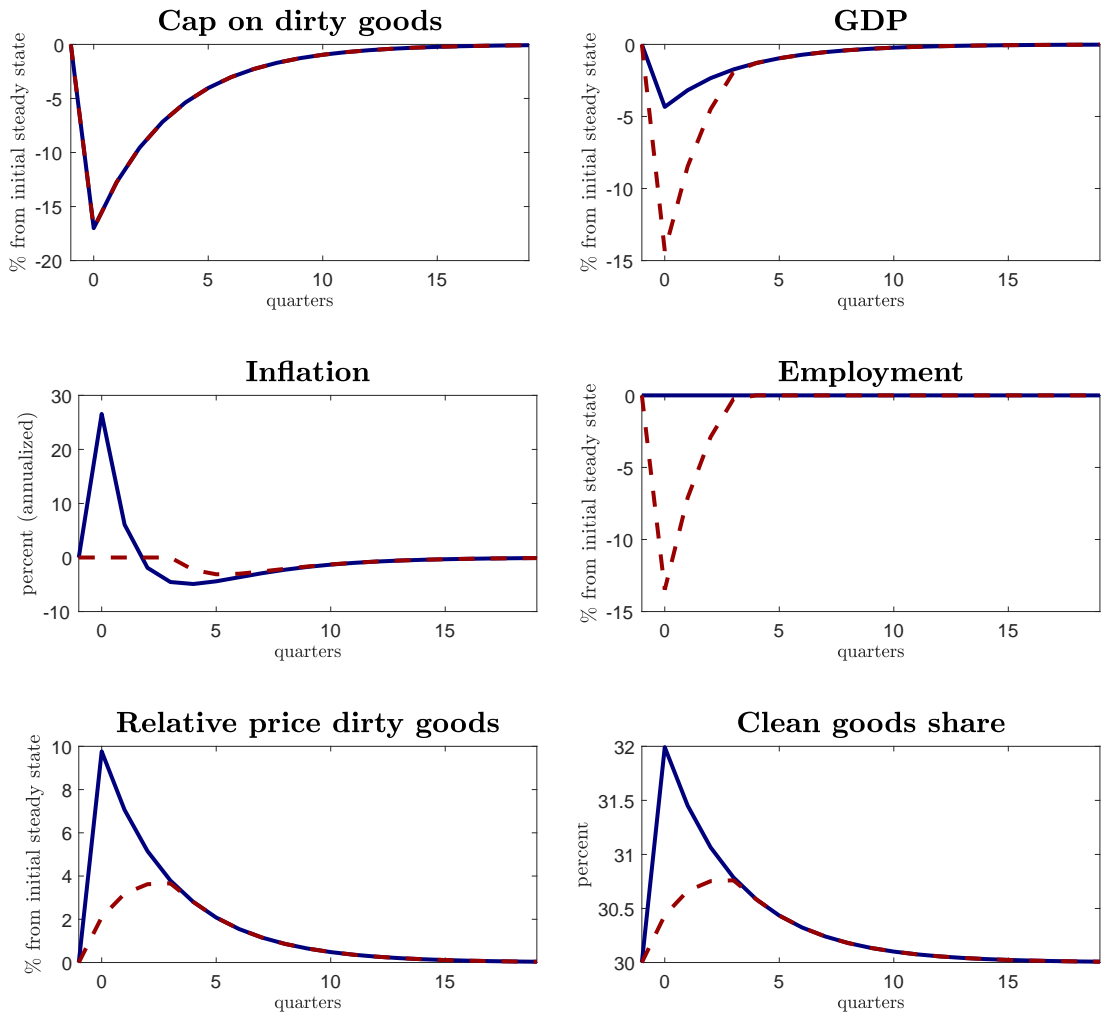 Cap on dirty goods
% from initial steady state
0
-5
-10
-15
-20
0 5 10 15
quarters
GDP
% from initial steady state
0
-5
-10
-15
0 5 10 15
quarters
Inflation
percent (annualized)
30
20
10
0
-10
0 5 10 15
quarters
Employment
% from initial steady state
0
-5
-10
-15
0 5 10 15
quarters
Relative price dirty goods
% from initial steady state
10
8
6
4
2
0
0 5 10 15
quarters
Clean goods share
percent
32
31.5
31
30.5
30
0 5 10 15
quarters